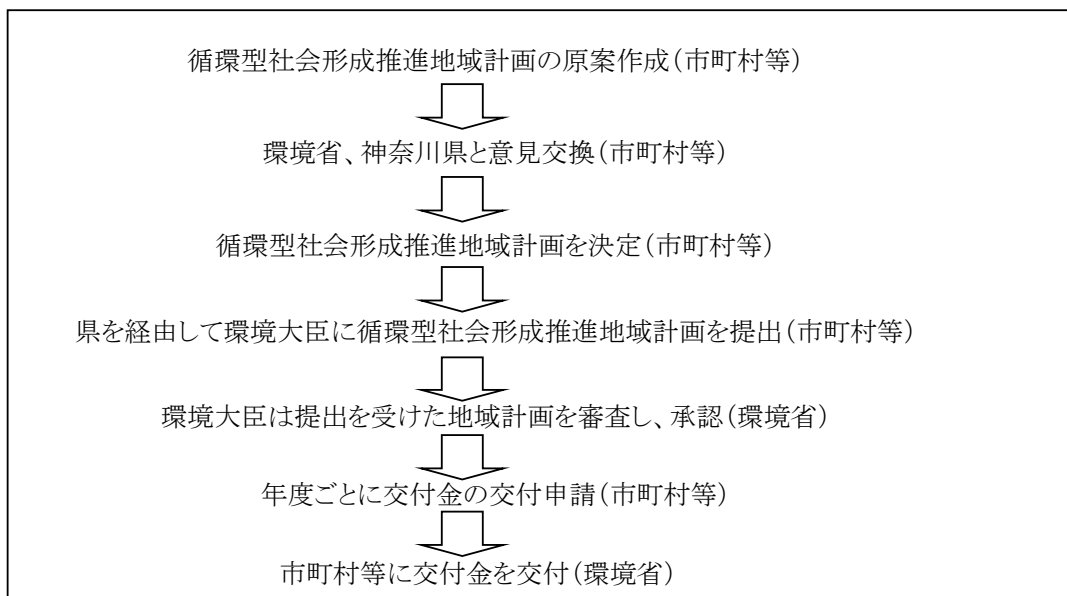 循環型社会形成推進地域計画の原案作成(市町村等)
環境省、神奈川県と意見交換(市町村等)
循環型社会形成推進地域計画を決定(市町村等)
県を経由して環境大臣に循環型社会形成推進地域計画を提出(市町村等)
環境大臣は提出を受けた地域計画を審査し、承認(環境省)
年度ごとに交付金の交付申請(市町村等)
市町村等に交付金を交付(環境省)